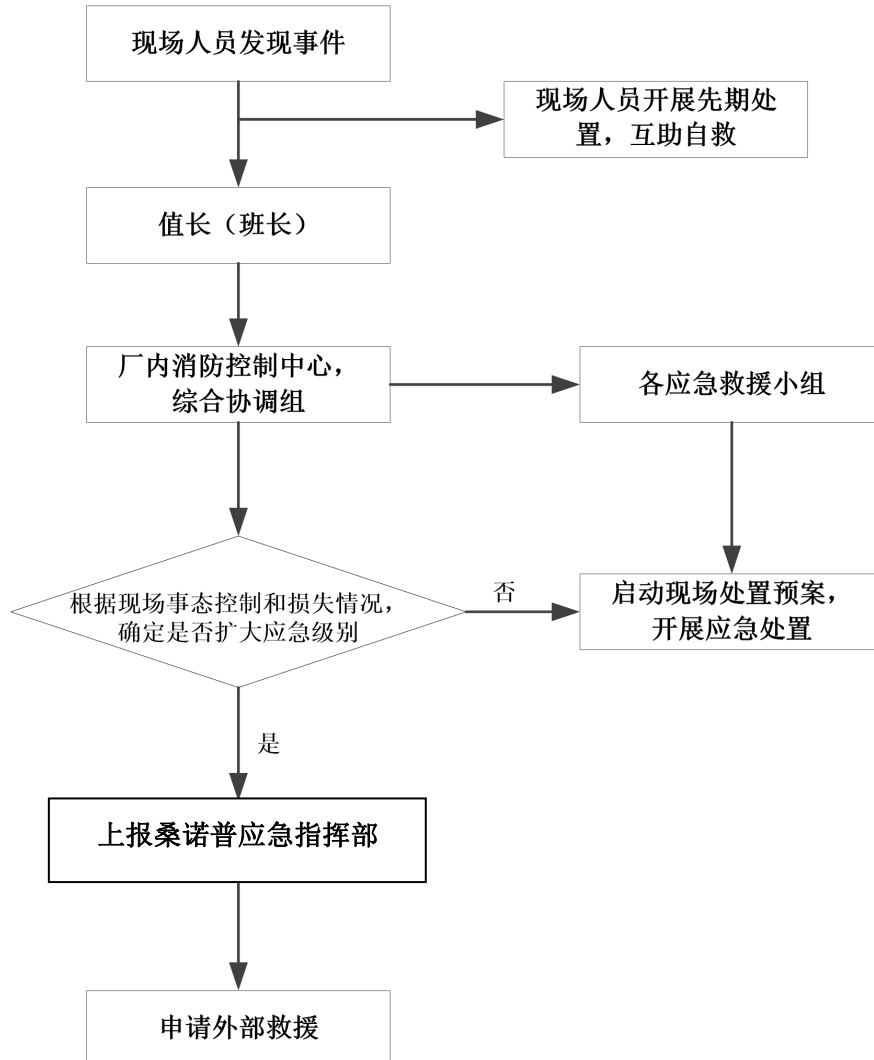 现场人员发现事件
现场人员开展先期处
置，互助自救
值长（班长）
厂内消防控制中心，
综合协调组
各应急救援小组
根据现场事态控制和损失情况，
确定是否扩大应急级别
否
启动现场处置预案，
开展应急处置
是
上报桑诺普应急指挥部
申请外部救援